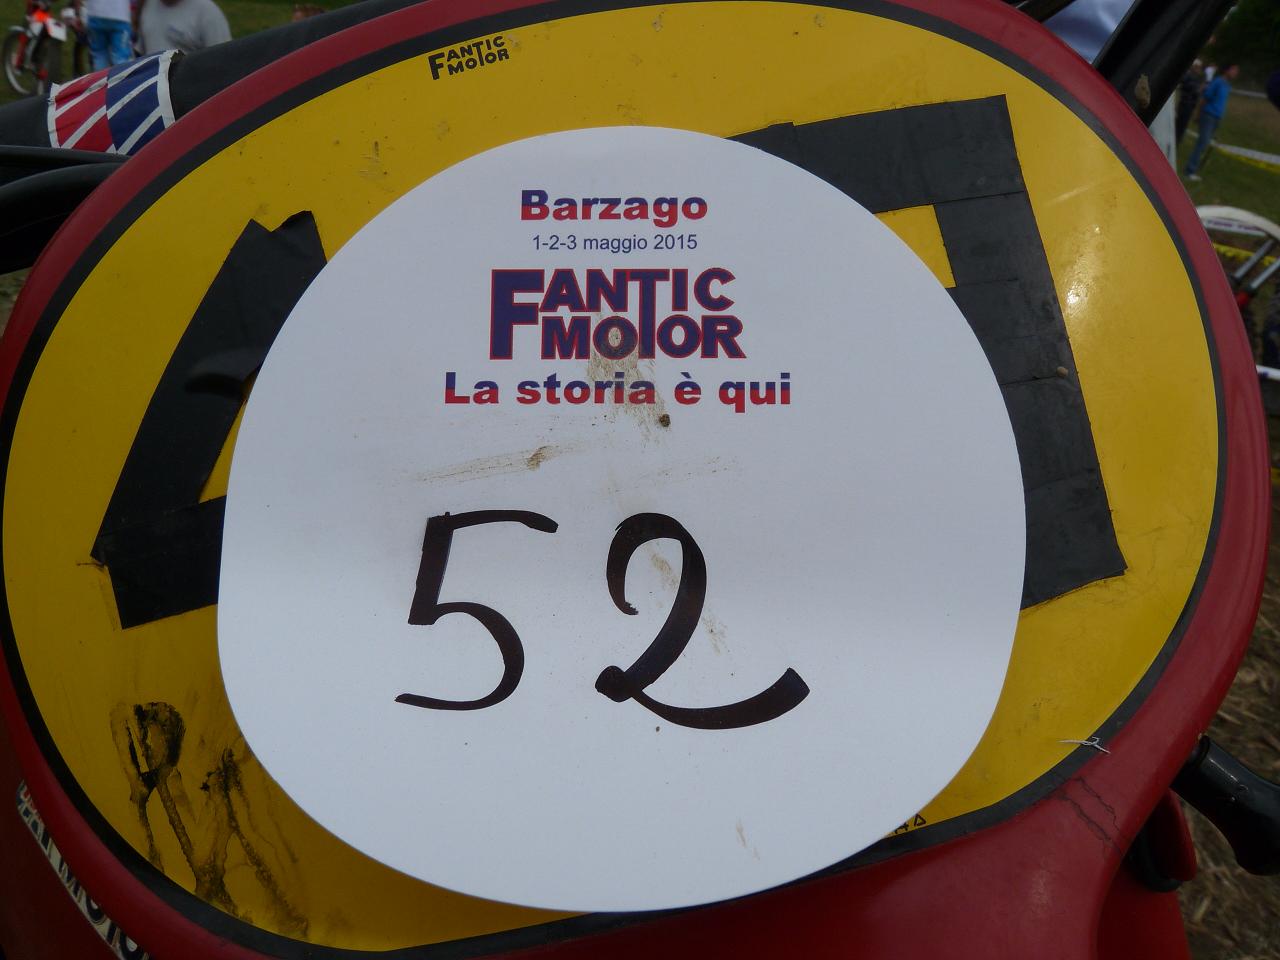 FANTIC
MOTOR
Barzago
1-2-3 maggio 2015
FANTIC
MOTOR
La storia è qui
52